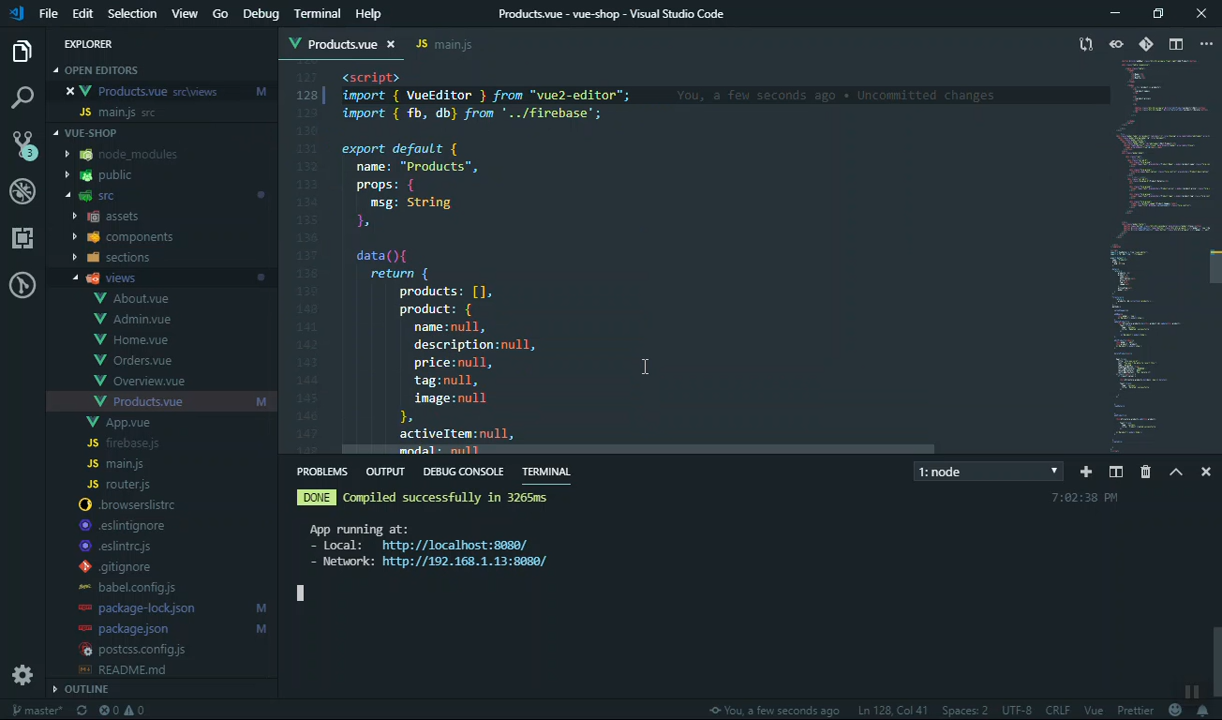 File Edit Selection View Go Debug Terminal Help
Products.vue - vue-shop - Visual Studio Code
EXPLORER
OPEN EDITORS
Products.vue src\views M
JS main.js src
VUE-SHOP
node_modules
public
src
assets
components
sections
views
About.vue
Admin.vue
Home.vue
Orders.vue
Overview.vue
Products.vue M
App.vue
JS firebase.js
JS main.js
JS router.js
.browserslistrc
.eslintignore
.eslintrc.js
.gitignore
babel.config.js
package-lock.json M
package.json M
postcss.config.js
README.md
OUTLINE
3
Products.vue
JS main.js
127 <script>
128 import { VueEditor } from "vue2-editor"; You, a few seconds ago • Uncommitted changes
129 import { fb, db} from '../firebase';
130
131 export default {
132 name: "Products",
133 props: {
134 msg: String
135 },
136
137 data(){
138 return {
139 products: [],
140 product: {
141 name:null,
142 description:null,
143 price:null,
144 tag:null,
145 image:null
146 },
147 activeItem:null,
148 modal: null
PROBLEMS OUTPUT DEBUG CONSOLE TERMINAL
1: node
DONE Compiled successfully in 3265ms 7:02:38 PM
App running at:
- Local: http://localhost:8080/
- Network: http://192.168.1.13:8080/
master* 0 0
You, a few seconds ago Ln 128, Col 41 Spaces: 2 UTF-8 CRLF Vue Prettier